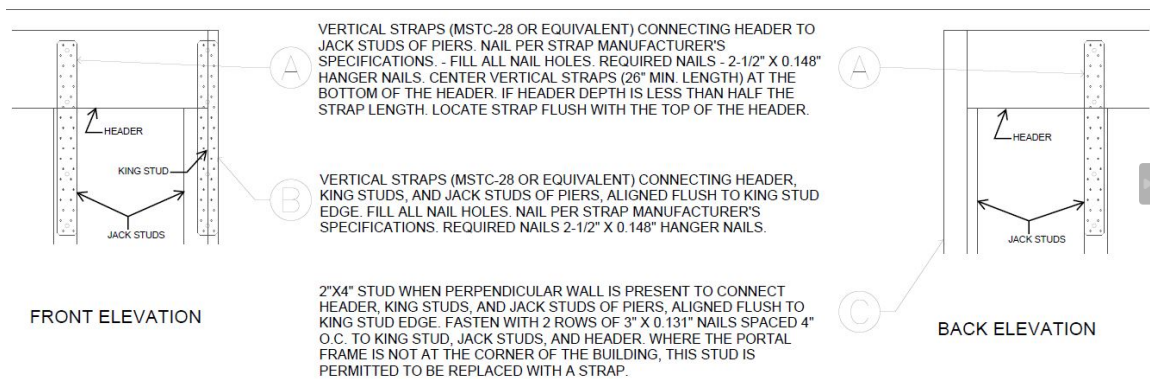 VERTICAL STRAPS (MSTC-28 OR EQUIVALENT) CONNECTING HEADER TO
JACK STUDS OF PIERS. NAIL PER STRAP MANUFACTURER'S
SPECIFICATIONS. - FILL ALL NAIL HOLES. REQUIRED NAILS - 2-1/2" X 0.148"
HANGER NAILS. CENTER VERTICAL STRAPS (26" MIN. LENGTH) AT THE
BOTTOM OF THE HEADER. IF HEADER DEPTH IS LESS THAN HALF THE
STRAP LENGTH. LOCATE STRAP FLUSH WITH THE TOP OF THE HEADER.
A
A
HEADER
HEADER
KING STUD
VERTICAL STRAPS (MSTC-28 OR EQUIVALENT) CONNECTING HEADER,
KING STUDS, AND JACK STUDS OF PIERS, ALIGNED FLUSH TO KING STUD
EDGE. FILL ALL NAIL HOLES. NAIL PER STRAP MANUFACTURER'S
SPECIFICATIONS. REQUIRED NAILS 2-1/2" X 0.148" HANGER NAILS.
B
JACK STUDS
JACK STUDS
2"X4" STUD WHEN PERPENDICULAR WALL IS PRESENT TO CONNECT
HEADER, KING STUDS, AND JACK STUDS OF PIERS, ALIGNED FLUSH TO
KING STUD EDGE. FASTEN WITH 2 ROWS OF 3" X 0.131" NAILS SPACED 4"
O.C. TO KING STUD, JACK STUDS, AND HEADER. WHERE THE PORTAL
FRAME IS NOT AT THE CORNER OF THE BUILDING, THIS STUD IS
PERMITTED TO BE REPLACED WITH A STRAP.
C
FRONT ELEVATION
BACK ELEVATION